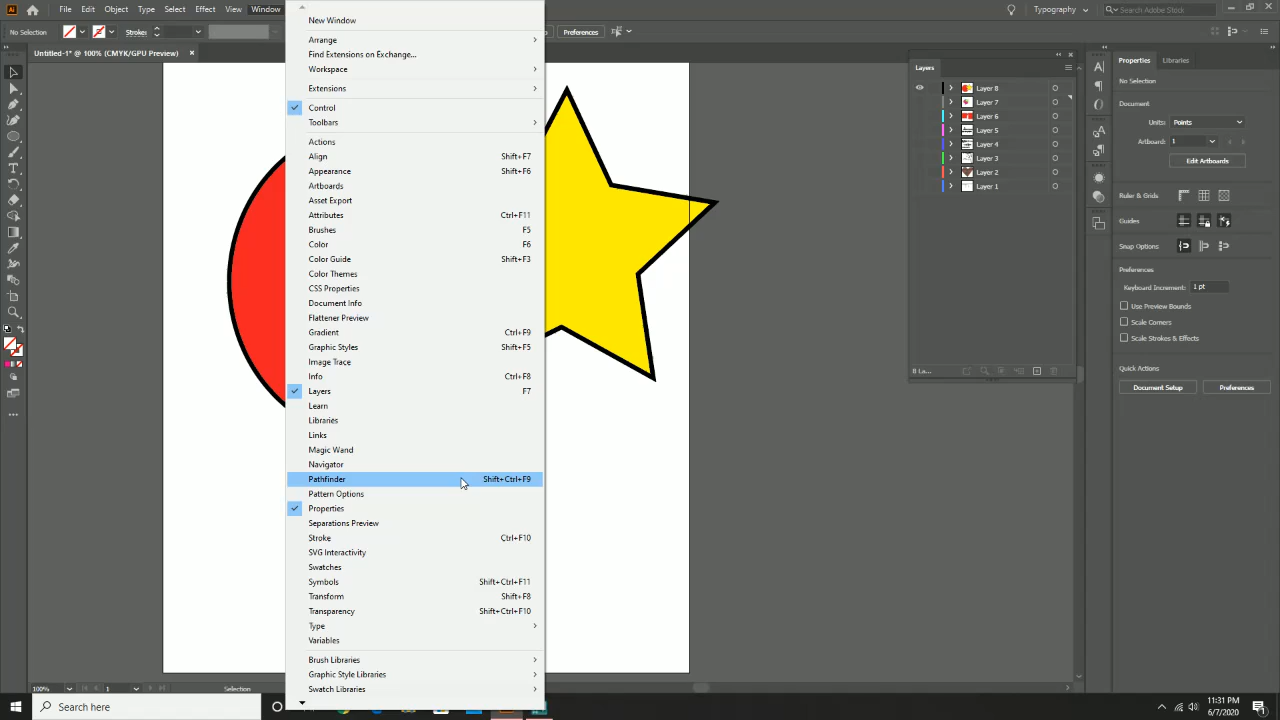 Ai File Edit Object Type Select Effect View Window
Typography Search Adobe Stock
No Selection Stroke: Preferences
Untitled-1* @ 100% (CMYK/GPU Preview) ×
New Window
Arrange
Find Extensions on Exchange...
Workspace
Extensions
Control
Toolbars
Actions
Align Shift+F7
Appearance Shift+F6
Artboards
Asset Export
Attributes Ctrl+F11
Brushes F5
Color F6
Color Guide Shift+F3
Color Themes
CSS Properties
Document Info
Flattener Preview
Gradient Ctrl+F9
Graphic Styles Shift+F5
Image Trace
Info Ctrl+F8
Layers F7
Learn
Libraries
Links
Magic Wand
Navigator
Pathfinder Shift+Ctrl+F9
Pattern Options
Properties
Separations Preview
Stroke Ctrl+F10
SVG Interactivity
Swatches
Symbols Shift+Ctrl+F11
Transform Shift+F8
Transparency Shift+Ctrl+F10
Type
Variables
Brush Libraries
Graphic Style Libraries
Swatch Libraries
Layers
Layer 8
Layer 7
Layer 6
Layer 5
Layer 4
Layer 3
Layer 2
Layer 1
8 La...
Properties Libraries
No Selection
Document
Units: Points
Artboard: 1
Edit Artboards
Ruler & Grids
Guides
Snap Options
Preferences
Keyboard Increment: 1 pt
Use Preview Bounds
Scale Corners
Scale Strokes & Effects
Quick Actions
Document Setup Preferences
100% 1 Selection
Search here
11:31 PM
6/7/2020